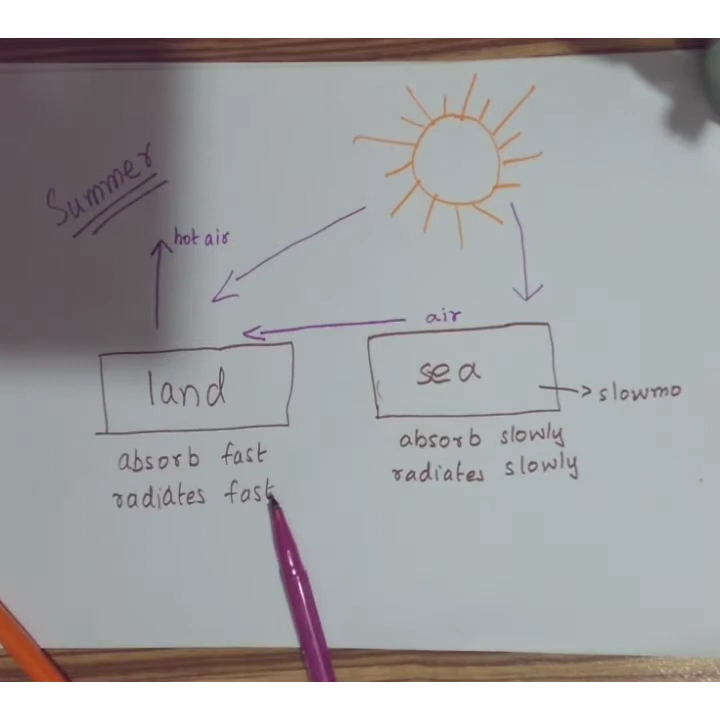 Summer
hot air
air
land
sea
slowmo
absorb fast
radiates fast
absorb slowly
radiates slowly